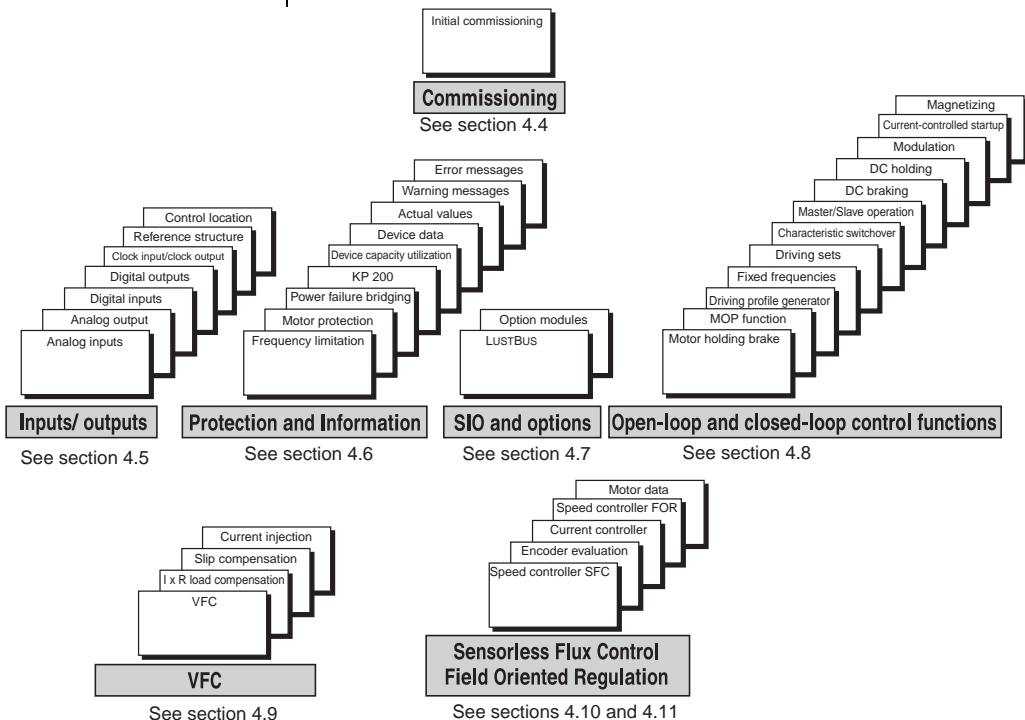 Initial commissioning
Commissioning
See section 4.4
Control location
Reference structure
Clock input/clock output
Digital outputs
Digital inputs
Analog output
Analog inputs
Inputs/ outputs
See section 4.5
Error messages
Warning messages
Actual values
Device data
Device capacity utilization
KP 200
Power failure bridging
Motor protection
Frequency limitation
Protection and Information
See section 4.6
Option modules
LUSTBUS
SIO and options
See section 4.7
Magnetizing
Current-controlled startup
Modulation
DC holding
DC braking
Master/Slave operation
Characteristic switchover
Driving sets
Fixed frequencies
Driving profile generator
MOP function
Motor holding brake
Open-loop and closed-loop control functions
See section 4.8
Current injection
Slip compensation
I x R load compensation
VFC
VFC
See section 4.9
Motor data
Speed controller FOR
Current controller
Encoder evaluation
Speed controller SFC
Sensorless Flux Control
Field Oriented Regulation
See sections 4.10 and 4.11